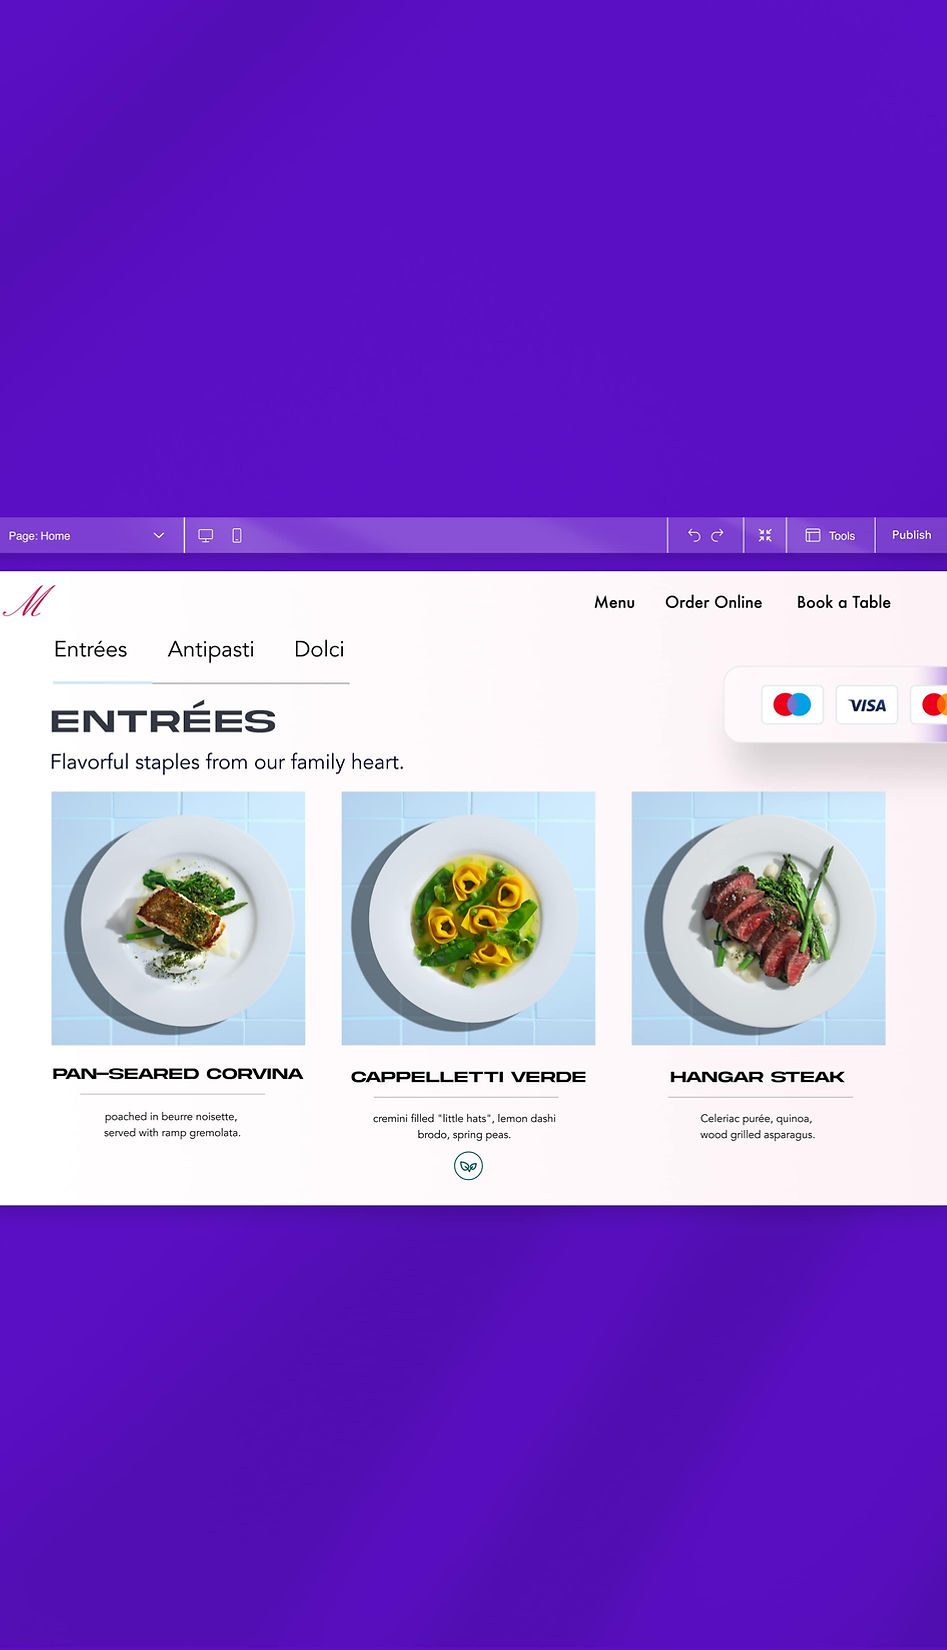 Page: Home
Tools
Publish
M
Menu
Order Online
Book a Table
Entrées
Antipasti
Dolci
VISA
ENTRÉES
Flavorful staples from our family heart.
PAN-SEARED CORVINA
poached in beurre noisette,
served with ramp gremolata.
CAPPELLETTI VERDE
cremini filled "little hats", lemon dashi
brodo, spring peas.
HANGAR STEAK
Celeriac purée, quinoa,
wood grilled asparagus.